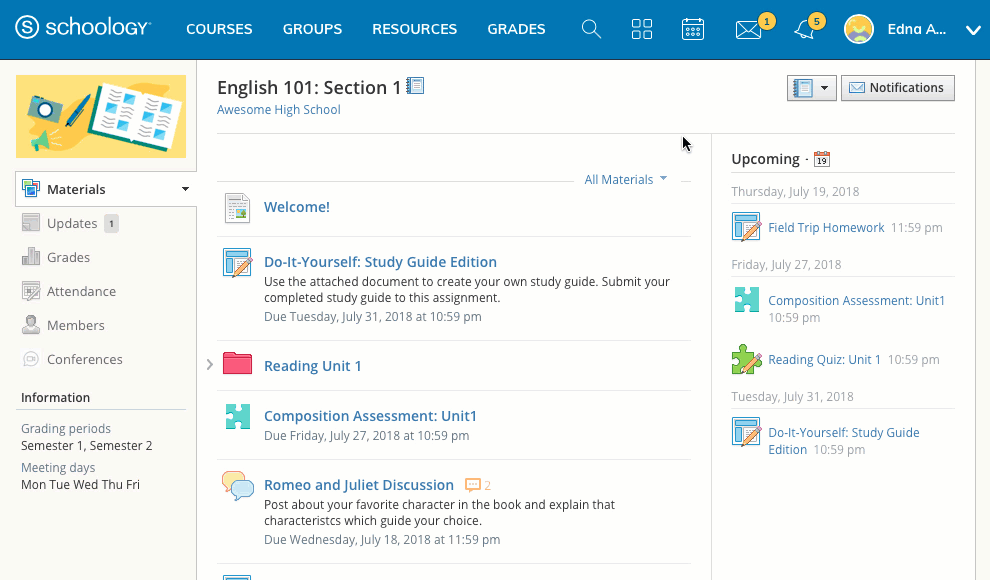 S schoology
COURSES GROUPS RESOURCES GRADES 1 5 Edna A...
English 101: Section 1
Awesome High School
Notifications
Materials
Updates 1
Grades
Attendance
Members
Conferences
Information
Grading periods
Semester 1, Semester 2
Meeting days
Mon Tue Wed Thu Fri
All Materials
Welcome!
Do-It-Yourself: Study Guide Edition
Use the attached document to create your own study guide. Submit your
completed study guide to this assignment.
Due Tuesday, July 31, 2018 at 10:59 pm
Reading Unit 1
Composition Assessment: Unit1
Due Friday, July 27, 2018 at 10:59 pm
Romeo and Juliet Discussion 2
Post about your favorite character in the book and explain that
characteristcs which guide your choice.
Due Wednesday, July 18, 2018 at 11:59 pm
Upcoming · 19
Thursday, July 19, 2018
Field Trip Homework 11:59 pm
Friday, July 27, 2018
Composition Assessment: Unit1
10:59 pm
Reading Quiz: Unit 1 10:59 pm
Tuesday, July 31, 2018
Do-It-Yourself: Study Guide
Edition 10:59 pm